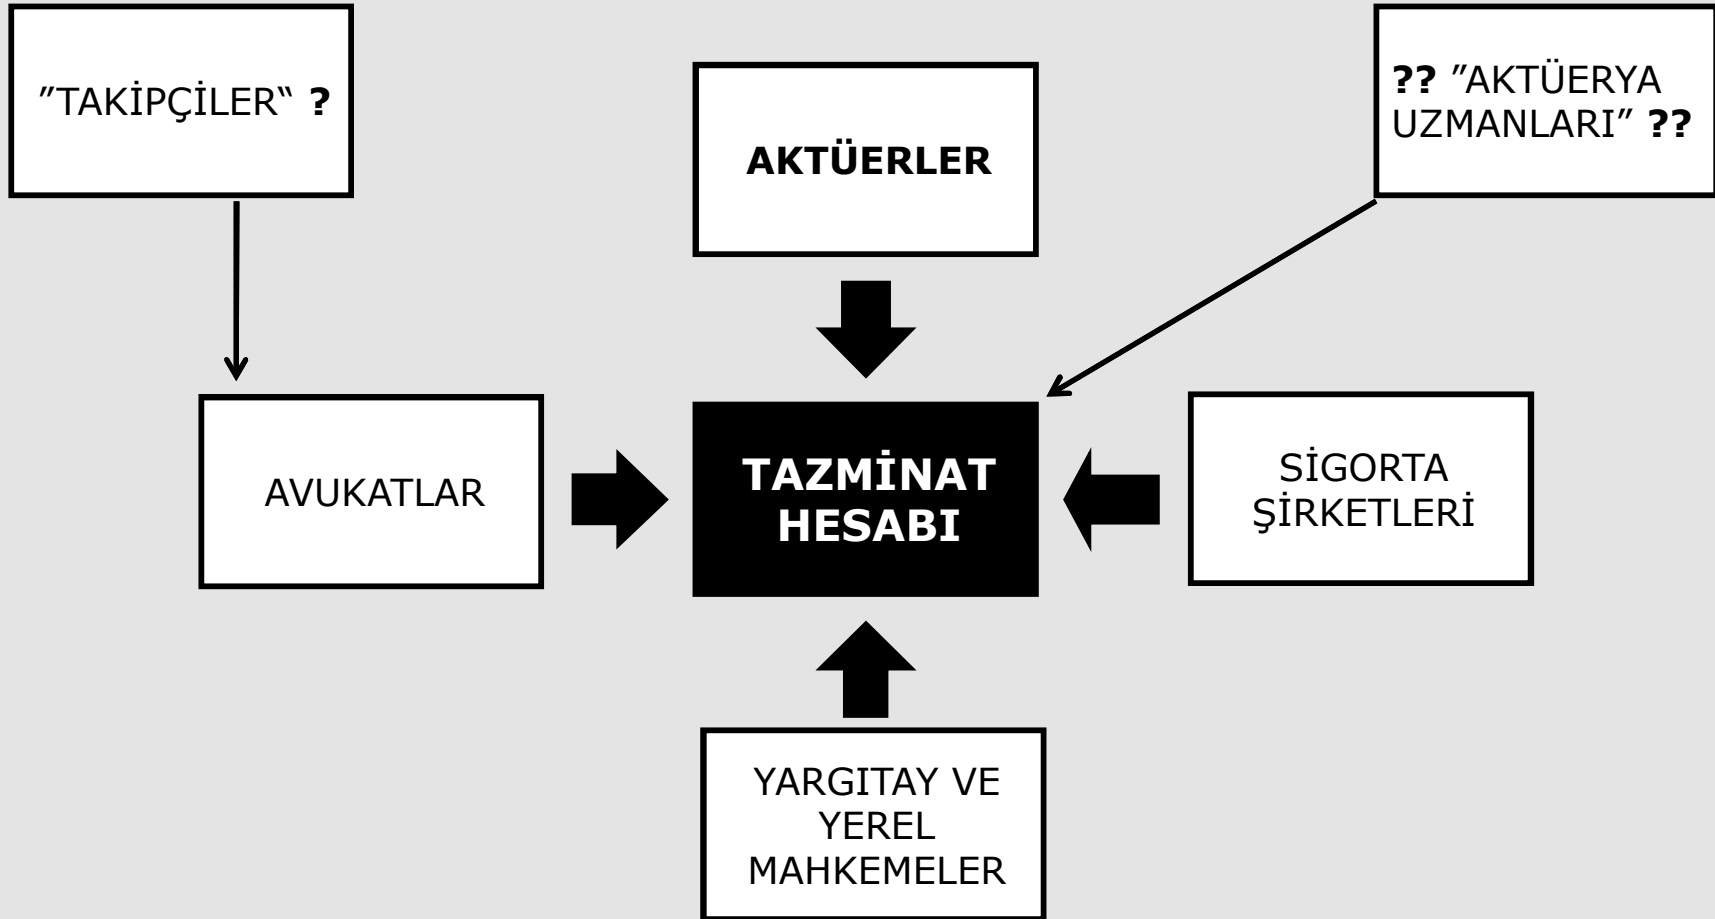 ”TAKİPÇİLER“ ?
AKTÜERLER
?? ”AKTÜERYA
UZMANLARI” ??
AVUKATLAR
TAZMİNAT
HESABI
SİGORTA
ŞİRKETLERİ
YARGITAY VE
YEREL
MAHKEMELER